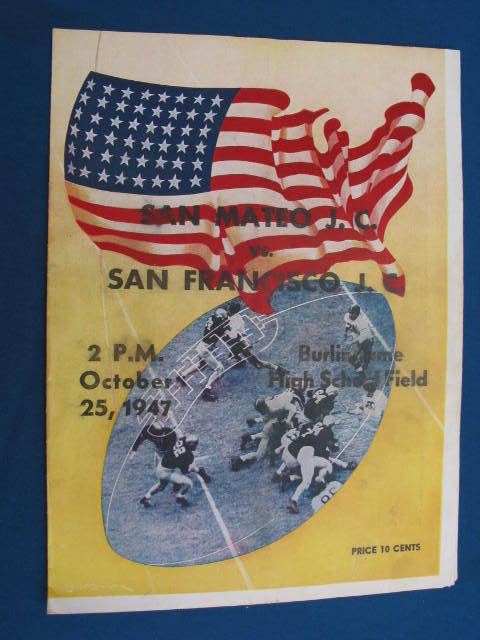 SAN MATEO J. C.
vs.
SAN FRANCISCO J. C.
2 P.M.
October
25, 1947
Burlingame
High School Field
PRICE 10 CENTS